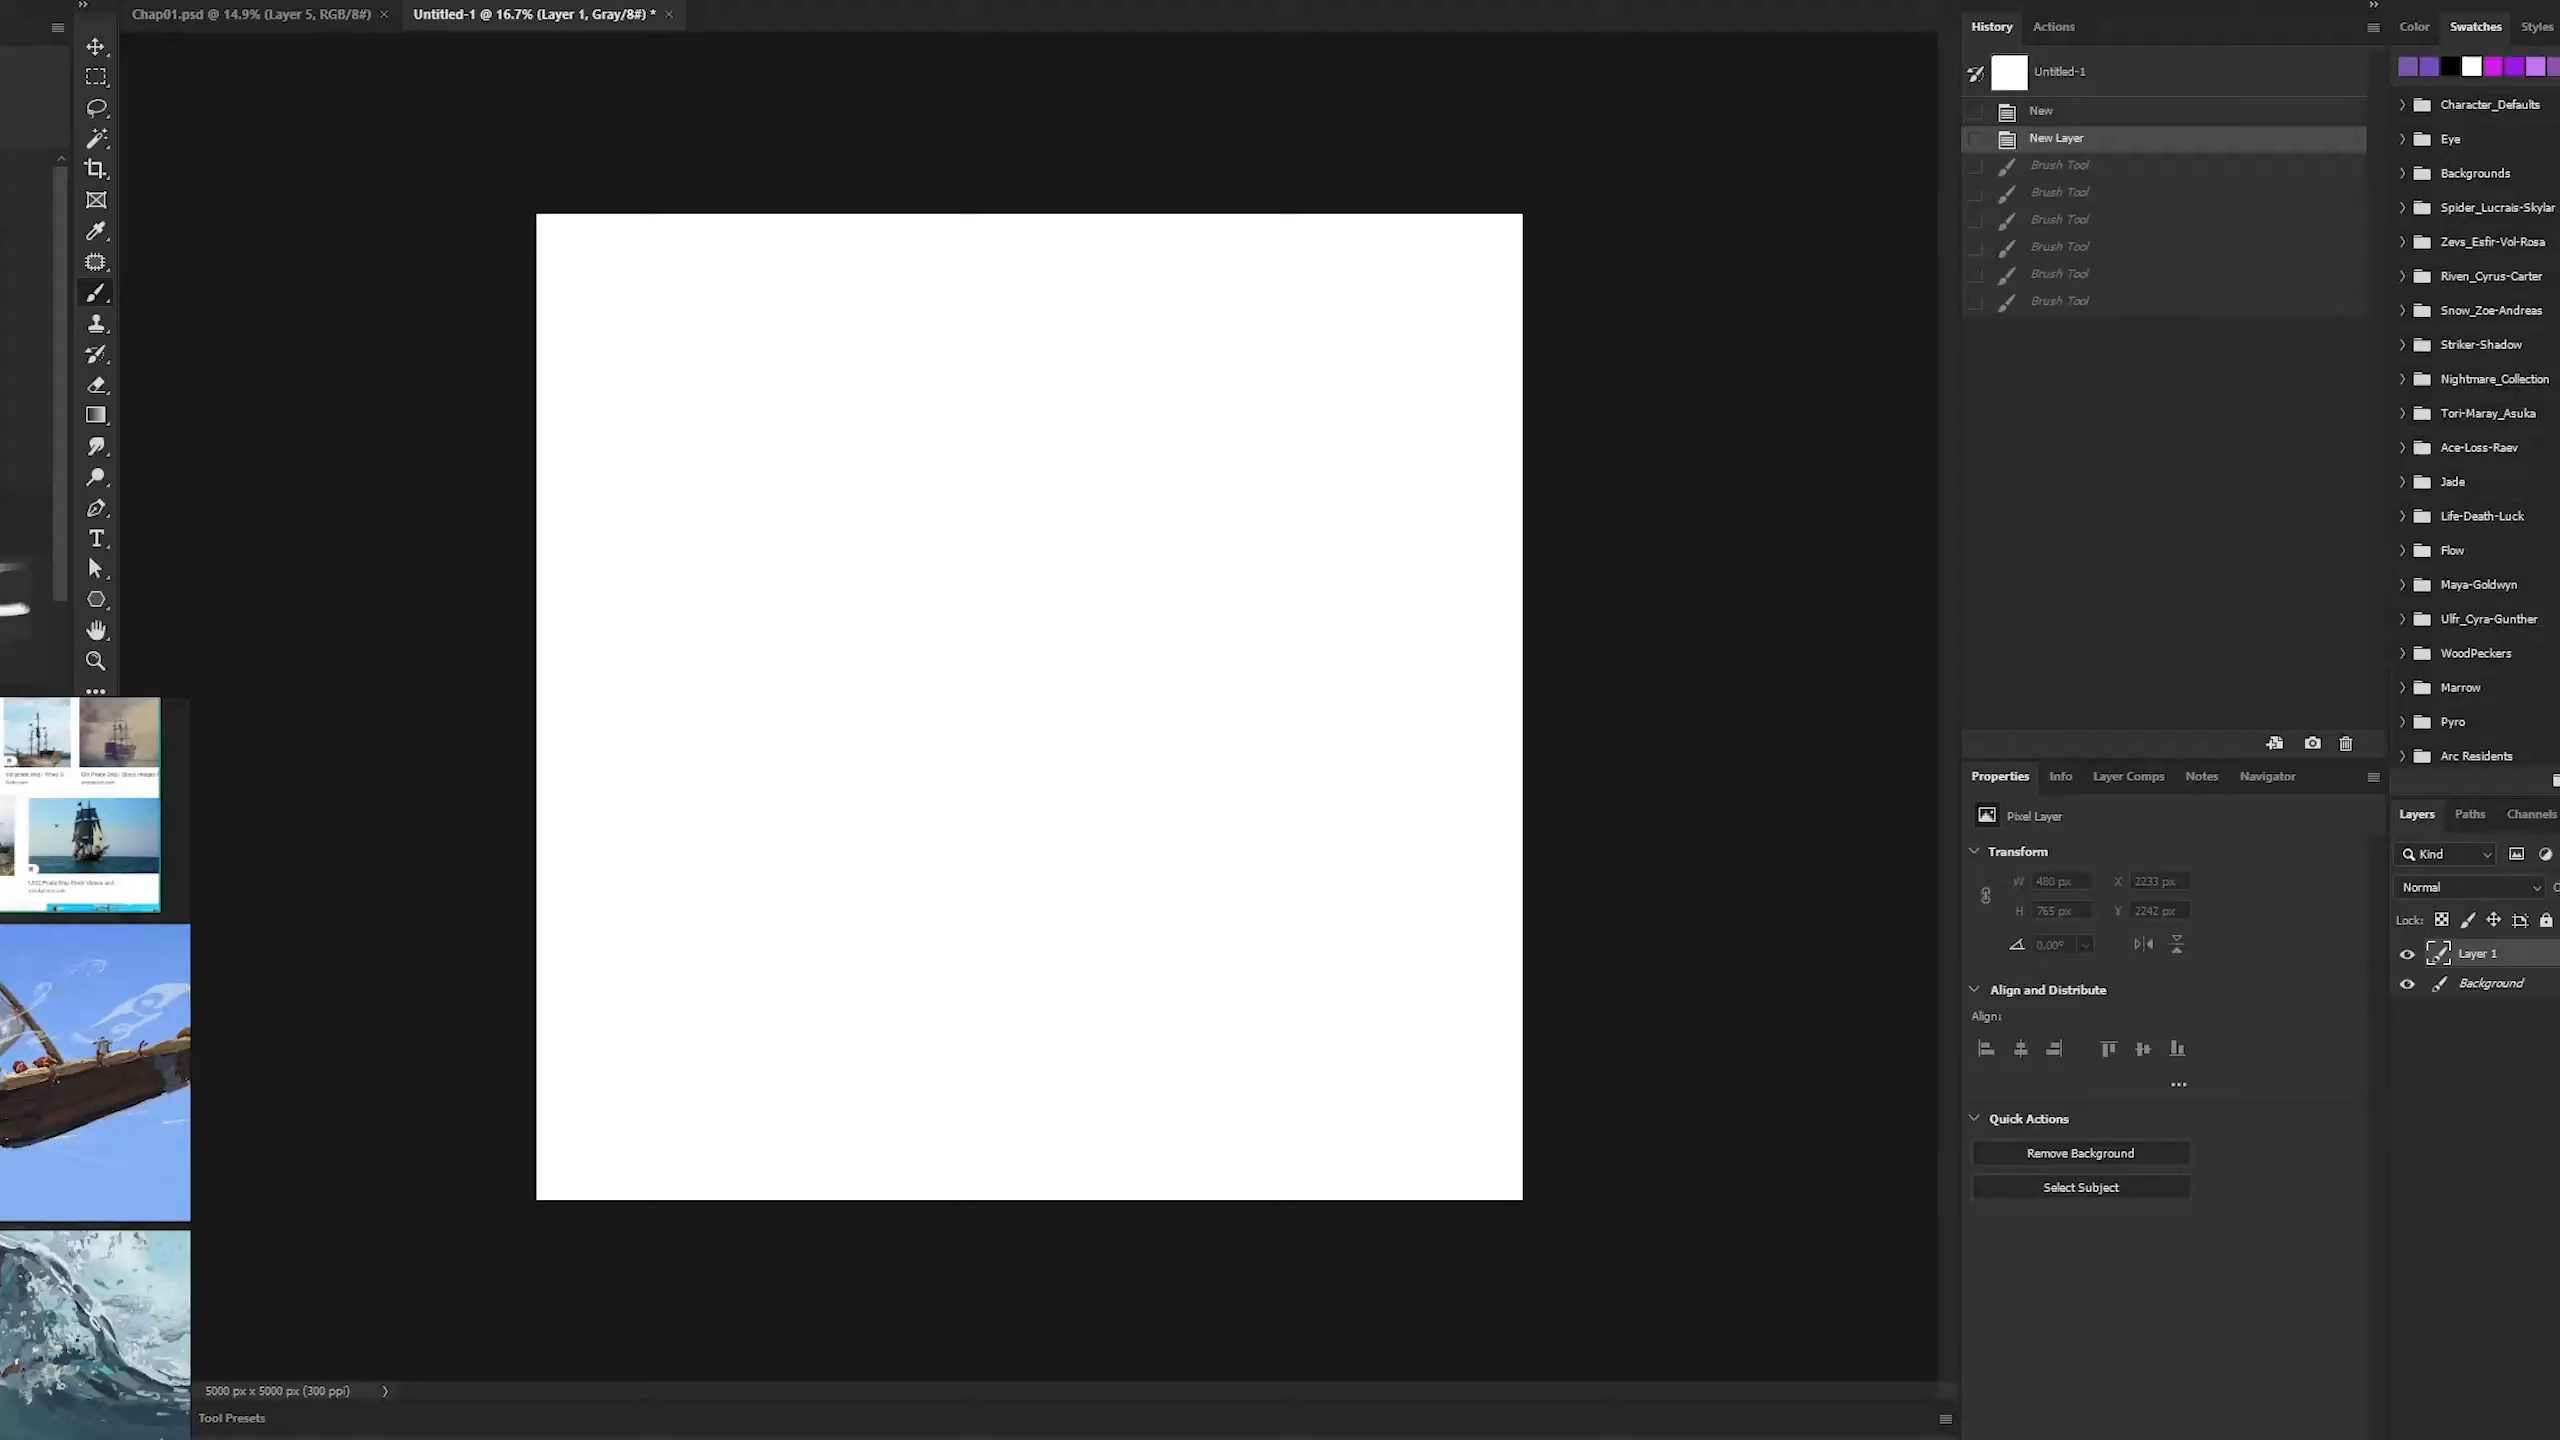 Chap01.psd @ 14.9% (Layer 5, RGB/8#)
Untitled-1 @ 16.7% (Layer 1, Gray/8#) *
History
Actions
Untitled-1
New
New Layer
Brush Tool
Brush Tool
Brush Tool
Brush Tool
Brush Tool
Brush Tool
Color
Swatches
Styles
Character_Defaults
Eye
Backgrounds
Spider_Lucrais-Skylar
Zevs_Esfir-Vol-Rosa
Riven_Cyrus-Carter
Snow_Zoe-Andreas
Striker-Shadow
Nightmare_Collection
Tori-Maray_Asuka
Ace-Loss-Raev
Jade
Life-Death-Luck
Flow
Maya-Goldwyn
Ulfr_Cyra-Gunther
WoodPeckers
Marrow
Pyro
Arc Residents
Properties
Info
Layer Comps
Notes
Navigator
Pixel Layer
Transform
W 480 px X 2233 px
H 765 px Y 2242 px
0.00°
Align and Distribute
Align:
Quick Actions
Remove Background
Select Subject
Layers
Paths
Channels
Kind
Normal
Lock:
Layer 1
Background
5000 px x 5000 px (300 ppi)
Tool Presets